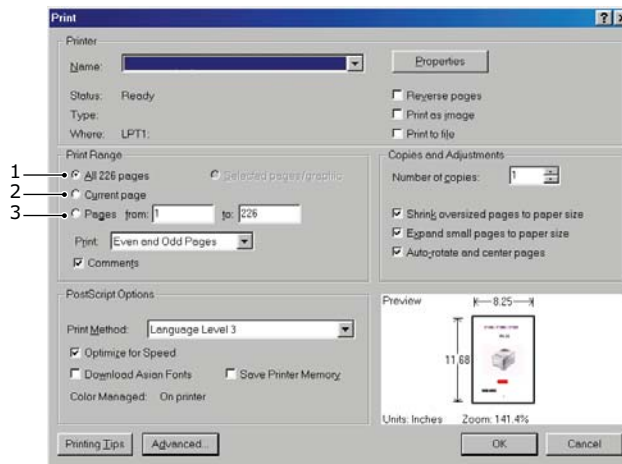 Print
Printer
Name:
Properties
Status: Ready
Reverse pages
Type:
Print as image
Where: LPT1:
Print to file
Print Range
Copies and Adjustments
1
All 226 pages
Selected pages/graphic
Number of copies: 1
2
Current page
3
Pages from: 1 to: 226
Shrink oversized pages to paper size
Print: Even and Odd Pages
Expand small pages to paper size
Comments
Auto-rotate and center pages
PostScript Options
Preview
8.25
Print Method: Language Level 3
11.68
Optimize for Speed
Download Asian Fonts
Save Printer Memory
Color Managed: On printer
Units: Inches Zoom: 141.4%
Printing Tips
Advanced...
OK
Cancel